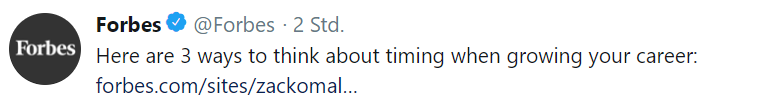 Forbes
Forbes @Forbes · 2 Std.
Here are 3 ways to think about timing when growing your career:
forbes.com/sites/zackomal…